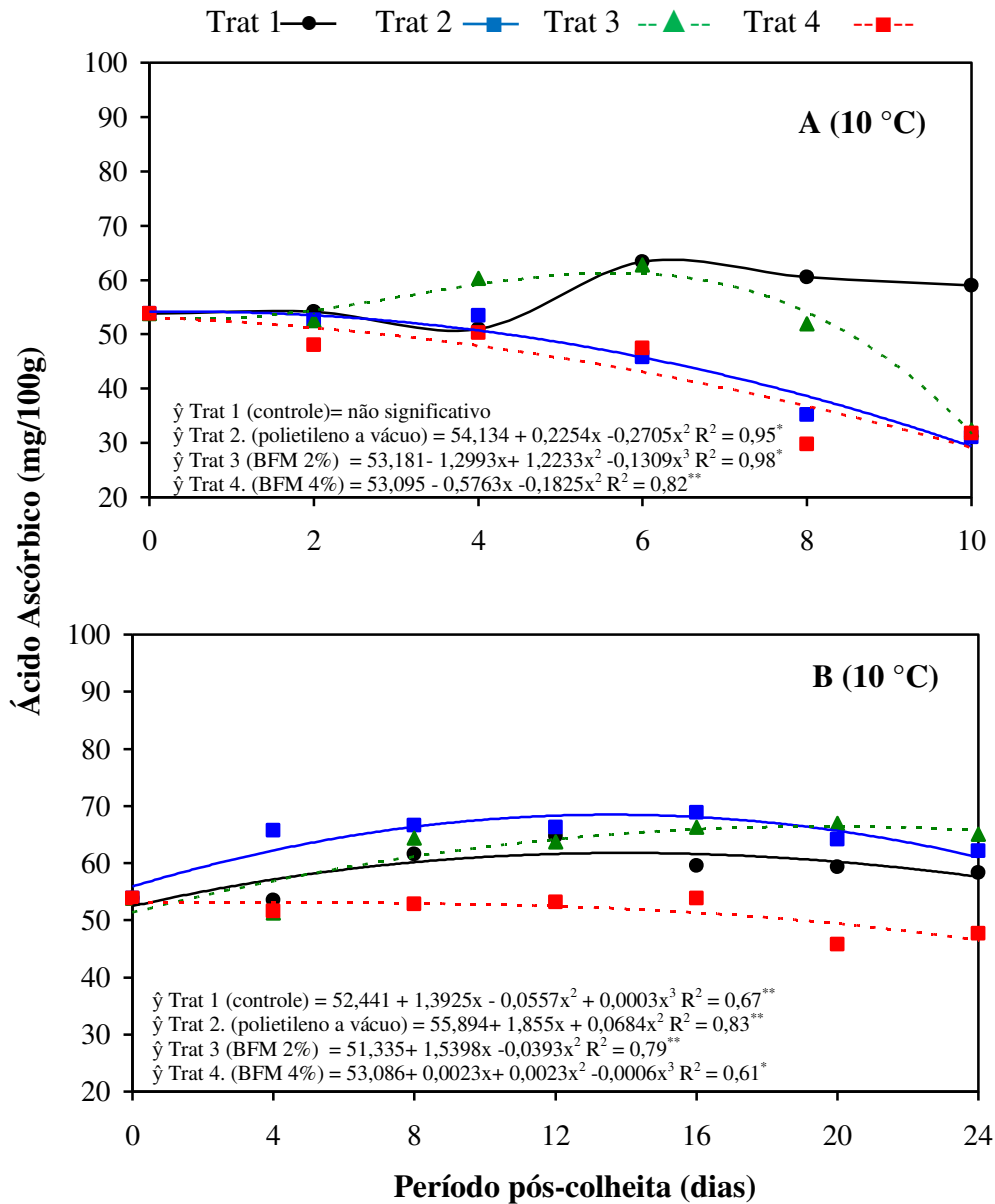 Trat 1 Trat 2 Trat 3 Trat 4
Ácido Ascórbico (mg/100g)
100
90
80
70
60
50
40
30
20
A (10 °C)
ŷ Trat 1 (controle)= não significativo
ŷ Trat 2. (polietileno a vácuo) = 54,134 + 0,2254x -0,2705x² R² = 0,95*
ŷ Trat 3 (BFM 2%) = 53,181- 1,2993x+ 1,2233x² -0,1309x³ R² = 0,98*
ŷ Trat 4. (BFM 4%) = 53,095 - 0,5763x -0,1825x² R² = 0,82**
0 2 4 6 8 10
100
90
80
70
60
50
40
30
20
B (10 °C)
ŷ Trat 1 (controle) = 52,441 + 1,3925x - 0,0557x² + 0,0003x³ R² = 0,67**
ŷ Trat 2. (polietileno a vácuo) = 55,894+ 1,855x + 0,0684x² R² = 0,83**
ŷ Trat 3 (BFM 2%) = 51,335+ 1,5398x -0,0393x² R² = 0,79**
ŷ Trat 4. (BFM 4%) = 53,086+ 0,0023x+ 0,0023x² -0,0006x³ R² = 0,61*
0 4 8 12 16 20 24
Período pós-colheita (dias)